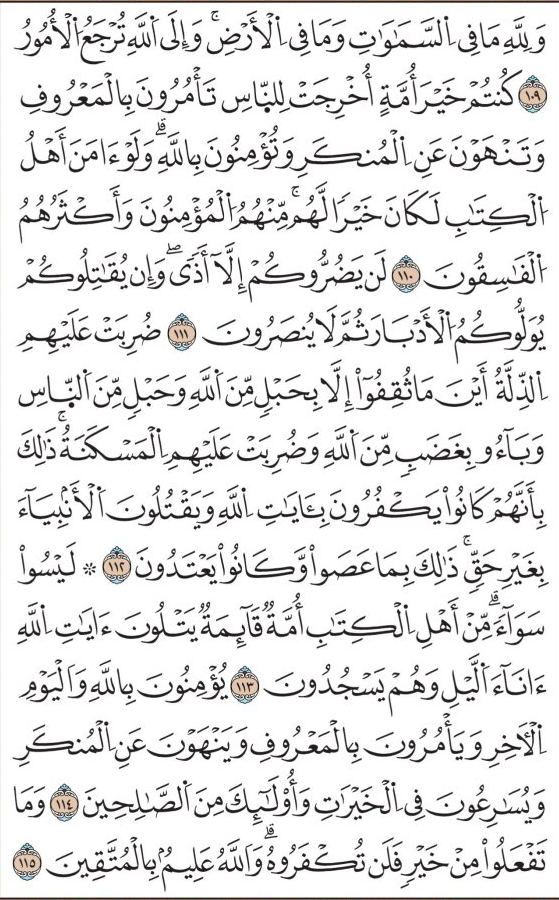 وَلِلَّهِ مَا فِي ٱلسَّمَٰوَٰتِ وَمَا فِي ٱلۡأَرۡضِۚ وَإِلَى ٱللَّهِ تُرۡجَعُ ٱلۡأُمُورُ
١٠٩ كُنتُمۡ خَيۡرَ أُمَّةٍ أُخۡرِجَتۡ لِلنَّاسِ تَأۡمُرُونَ بِٱلۡمَعۡرُوفِ
وَتَنۡهَوۡنَ عَنِ ٱلۡمُنكَرِ وَتُؤۡمِنُونَ بِٱللَّهِۗ وَلَوۡ ءَامَنَ أَهۡلُ
ٱلۡكِتَٰبِ لَكَانَ خَيۡرٗا لَّهُمۚ مِّنۡهُمُ ٱلۡمُؤۡمِنُونَ وَأَكۡثَرُهُمُ
ٱلۡفَٰسِقُونَ ١١٠ لَن يَضُرُّوكُمۡ إِلَّآ أَذٗىۖ وَإِن يُقَٰتِلُوكُمۡ
يُوَلُّوكُمُ ٱلۡأَدۡبَارَ ثُمَّ لَا يُنصَرُونَ ١١١ ضُرِبَتۡ عَلَيۡهِمِ
ٱلذِّلَّةُ أَيۡنَ مَا ثُقِفُوٓاْ إِلَّا بِحَبۡلٖ مِّنَ ٱللَّهِ وَحَبۡلٖ مِّنَ ٱلنَّاسِ
وَبَآءُو بِغَضَبٖ مِّنَ ٱللَّهِ وَضُرِبَتۡ عَلَيۡهِمِ ٱلۡمَسۡكَنَةُۚ ذَٰلِكَ
بِأَنَّهُمۡ كَانُواْ يَكۡفُرُونَ بِـَٔايَٰتِ ٱللَّهِ وَيَقۡتُلُونَ ٱلۡأَنۢبِيَآءَ
بِغَيۡرِ حَقّٖۚ ذَٰلِكَ بِمَا عَصَواْ وَّكَانُواْ يَعۡتَدُونَ ١١٢ ۞ لَيۡسُواْ
سَوَآءٗۗ مِّنۡ أَهۡلِ ٱلۡكِتَٰبِ أُمَّةٞ قَآئِمَةٞ يَتۡلُونَ ءَايَٰتِ ٱللَّهِ
ءَانَآءَ ٱلَّيۡلِ وَهُمۡ يَسۡجُدُونَ ١١٣ يُؤۡمِنُونَ بِٱللَّهِ وَٱلۡيَوۡمِ
ٱلۡأٓخِرِ وَيَأۡمُرُونَ بِٱلۡمَعۡرُوفِ وَيَنۡهَوۡنَ عَنِ ٱلۡمُنكَرِ
وَيُسَٰرِعُونَ فِي ٱلۡخَيۡرَٰتِ وَأُوْلَٰٓئِكَ مِنَ ٱلصَّٰلِحِينَ ١١٤ وَمَا
تَفۡعَلُواْ مِنۡ خَيۡرٖ فَلَن تُكۡفَرُوهُۗ وَٱللَّهُ عَلِيمُۢ بِٱلۡمُتَّقِينَ ١١٥